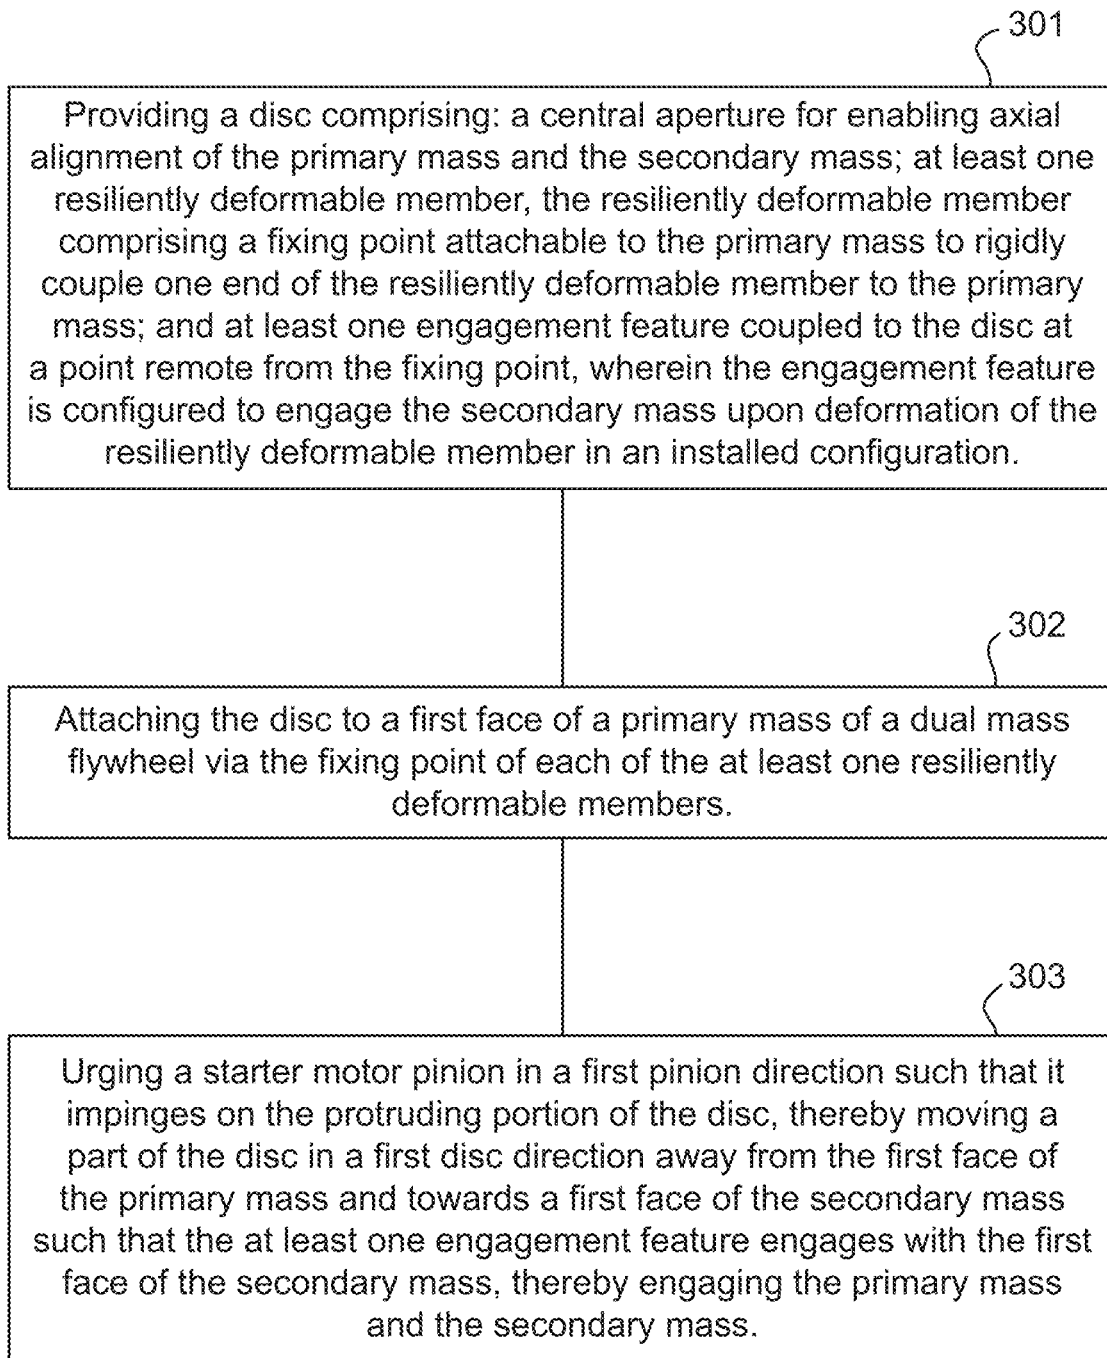 301
Providing a disc comprising: a central aperture for enabling axial
alignment of the primary mass and the secondary mass; at least one
resiliently deformable member, the resiliently deformable member
comprising a fixing point attachable to the primary mass to rigidly
couple one end of the resiliently deformable member to the primary
mass; and at least one engagement feature coupled to the disc at
a point remote from the fixing point, wherein the engagement feature
is configured to engage the secondary mass upon deformation of the
resiliently deformable member in an installed configuration.
302
Attaching the disc to a first face of a primary mass of a dual mass
flywheel via the fixing point of each of the at least one resiliently
deformable members.
303
Urging a starter motor pinion in a first pinion direction such that it
impinges on the protruding portion of the disc, thereby moving a
part of the disc in a first disc direction away from the first face of
the primary mass and towards a first face of the secondary mass
such that the at least one engagement feature engages with the first
face of the secondary mass, thereby engaging the primary mass
and the secondary mass.